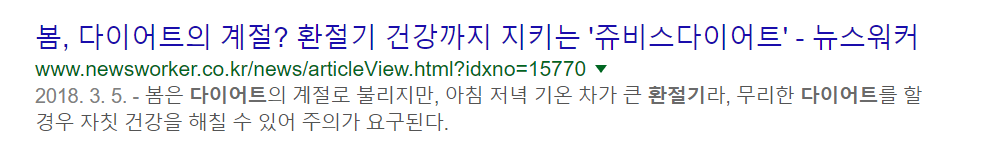 봄, 다이어트의 계절? 환절기 건강까지 지키는 '쥬비스다이어트' - 뉴스워커
www.newsworker.co.kr/news/articleView.html?idxno=15770 ▼
2018. 3. 5. - 봄은 다이어트의 계절로 불리지만, 아침 저녁 기온 차가 큰 환절기라, 무리한 다이어트를 할
경우 자칫 건강을 해칠 수 있어 주의가 요구된다.